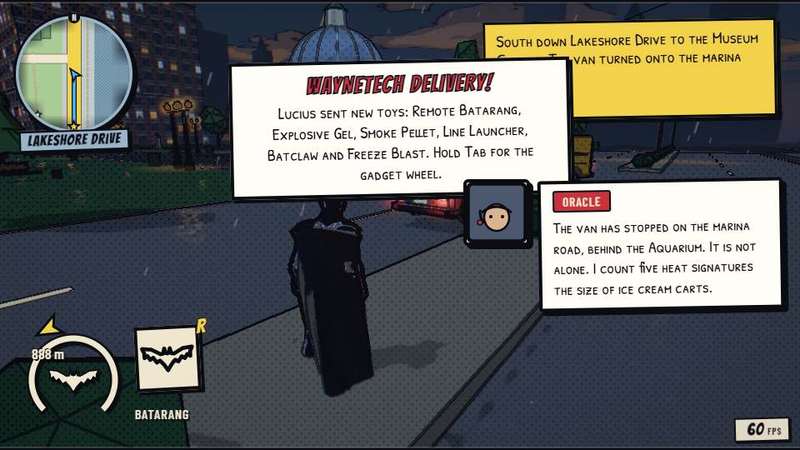 N
LAKESHORE DRIVE
South down Lakeshore Drive to the Museum
van turned onto the marina
WAYNETECH DELIVERY!
Lucius sent new toys: Remote Batarang,
Explosive Gel, Smoke Pellet, Line Launcher,
Batclaw and Freeze Blast. Hold Tab for the
gadget wheel.
ORACLE
The van has stopped on the marina
road, behind the Aquarium. It is not
alone. I count five heat signatures
the size of ice cream carts.
888 m
R
BATARANG
60 FPS